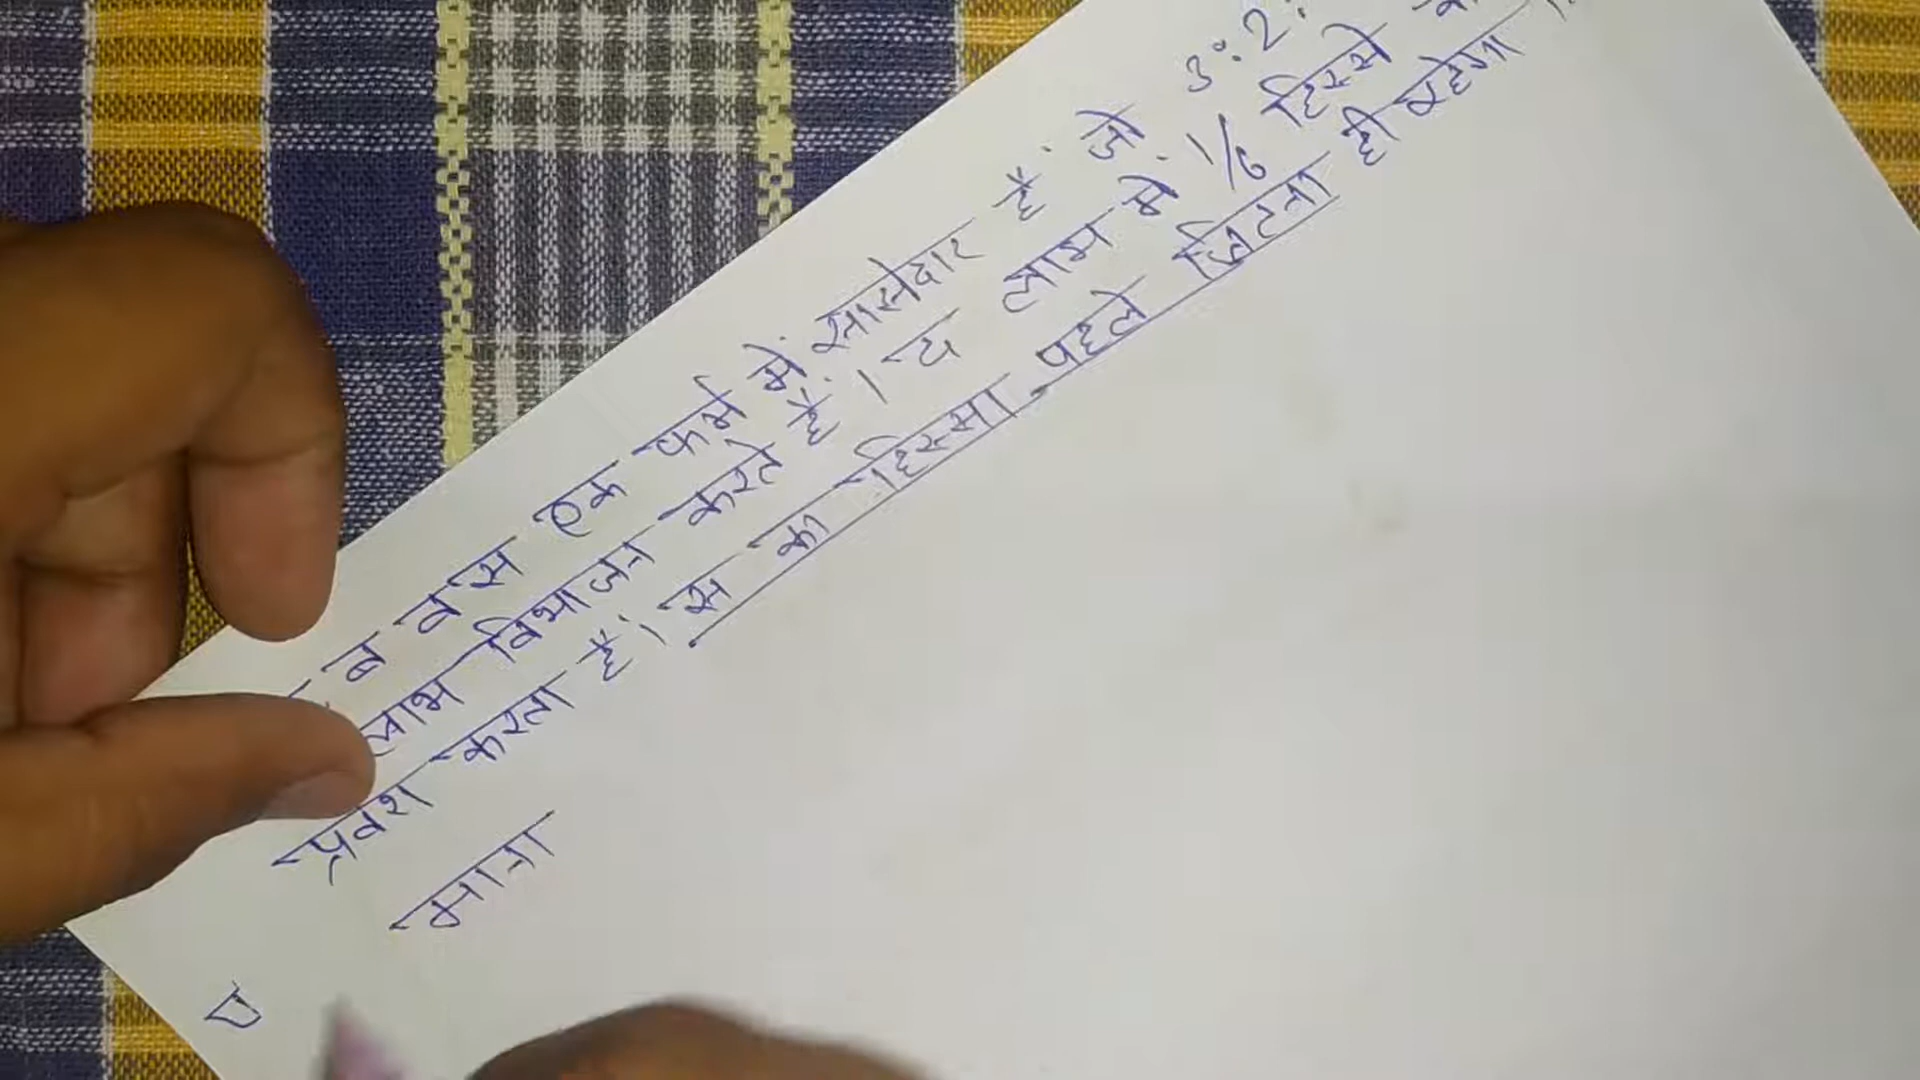 ब व स एक फर्म में साझेदार हैं जो 3:2:
लाभ विभाजन करते हैं । द लाभ में 1/6 हिस्से
प्रवेश करता है। स का हिस्सा पहले जितना ही रहेगा
माना